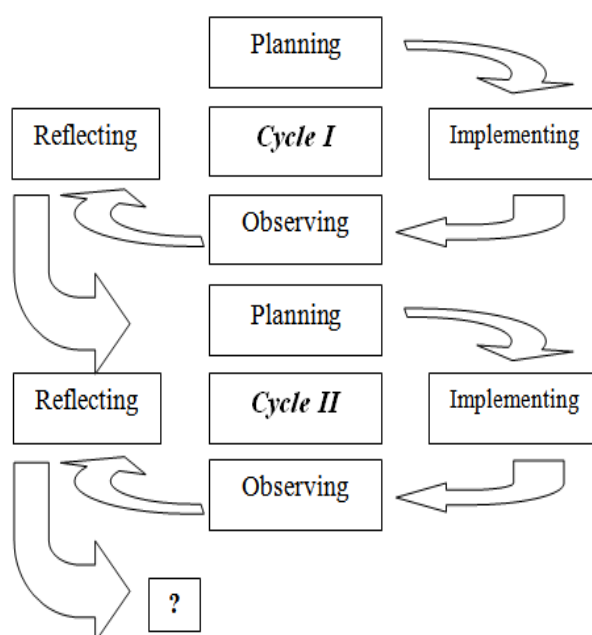 Planning
Reflecting
Cycle I
Implementing
Observing
Planning
Reflecting
Cycle II
Implementing
Observing
?